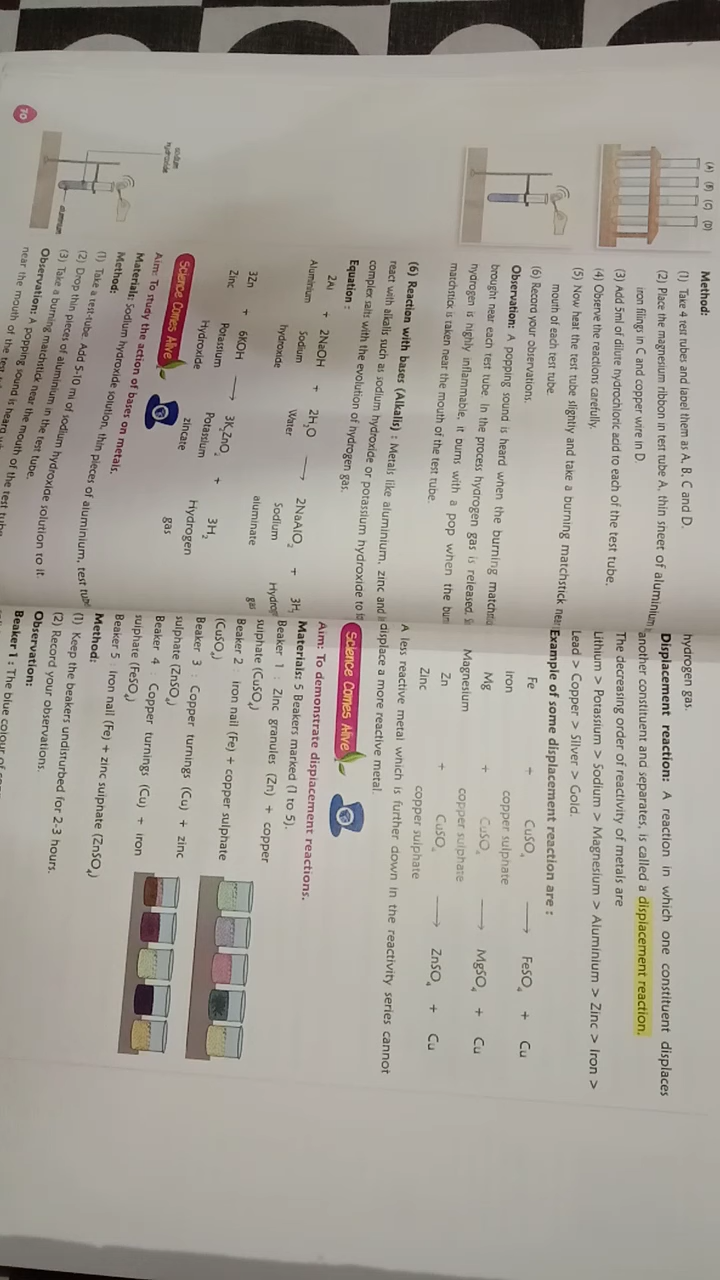 Method:
(A) (B) (C) (D)
(1) Take 4 test tubes and label them as A, B, C and D.
(2) Place the magnesium ribbon in test tube A, thin sheet of aluminium
iron filings in C and copper wire in D.
(3) Add 5ml of dilute hydrochloric acid to each of the test tube.
(4) Observe the reactions carefully.
(5) Now heat the test tube slightly and take a burning matchstick near
mouth of each test tube.
(6) Record your observations.
Observation: A popping sound is heard when the burning
brought near each test tube. In the process hydrogen gas is released.
hydrogen is highly inflammable, it burns with a pop when the
matchstick is taken near the mouth of the test tube.
(6) Reaction with bases (Alkalis) : Metals like aluminium, zinc and
react with alkalis such as sodium hydroxide or potassium hydroxide to
complex salts with the evolution of hydrogen gas.
Equation :
2Al + 2NaOH + 2H₂O ⟶ 2NaAlO₂ + 3H₂
Aluminium Sodium Water Sodium
hydroxide aluminate gas
3Zn + 6KOH ⟶ 3K₂ZnO₂ + 3H₂
Zinc Potassium Potassium Hydrogen
Hydroxide zincate gas
Science Comes Alive
Aim: To study the action of bases on metals.
Materials: Sodium hydroxide solution, thin pieces of aluminium, test
Method:
(1) Take a test-tube. Add 5-10 ml of sodium hydroxide solution to it.
(2) Drop thin pieces of aluminium in the test tube.
(3) Take a burning matchstick near the mouth of the test tube.
Observation: A popping sound is heard
near the mouth of the test tube
sodium
hydroxide
aluminium
70
hydrogen gas.
Displacement reaction: A reaction in which one constituent displaces
another constituent and separates, is called a displacement reaction.
The decreasing order of reactivity of metals are
Lithium > Potassium > Sodium > Magnesium > Aluminium > Zinc > Iron >
Lead > Copper > Silver > Gold.
Example of some displacement reaction are :
Fe + CuSO₄ ⟶ FeSO₄ + Cu
Iron copper sulphate
Mg + CuSO₄ ⟶ MgSO₄ + Cu
Magnesium copper sulphate
Zn + CuSO₄ ⟶ ZnSO₄ + Cu
Zinc copper sulphate
A less reactive metal which is further down in the reactivity series cannot
displace a more reactive metal.
Science Comes Alive
Aim: To demonstrate displacement reactions.
Materials: 5 Beakers marked (1 to 5).
Beaker 1 : Zinc granules (Zn) + copper
sulphate (CuSO₄)
Beaker 2 : iron nail (Fe) + copper sulphate
(CuSO₄)
Beaker 3 : Copper turnings (Cu) + zinc
sulphate (ZnSO₄)
Beaker 4 : Copper turnings (Cu) + iron
sulphate (FeSO₄)
Beaker 5 : Iron nail (Fe) + zinc sulphate (ZnSO₄)
Method:
(1) Keep the beakers undisturbed for 2-3 hours.
(2) Record your observations.
Observation:
Beaker 1 : The blue colour of